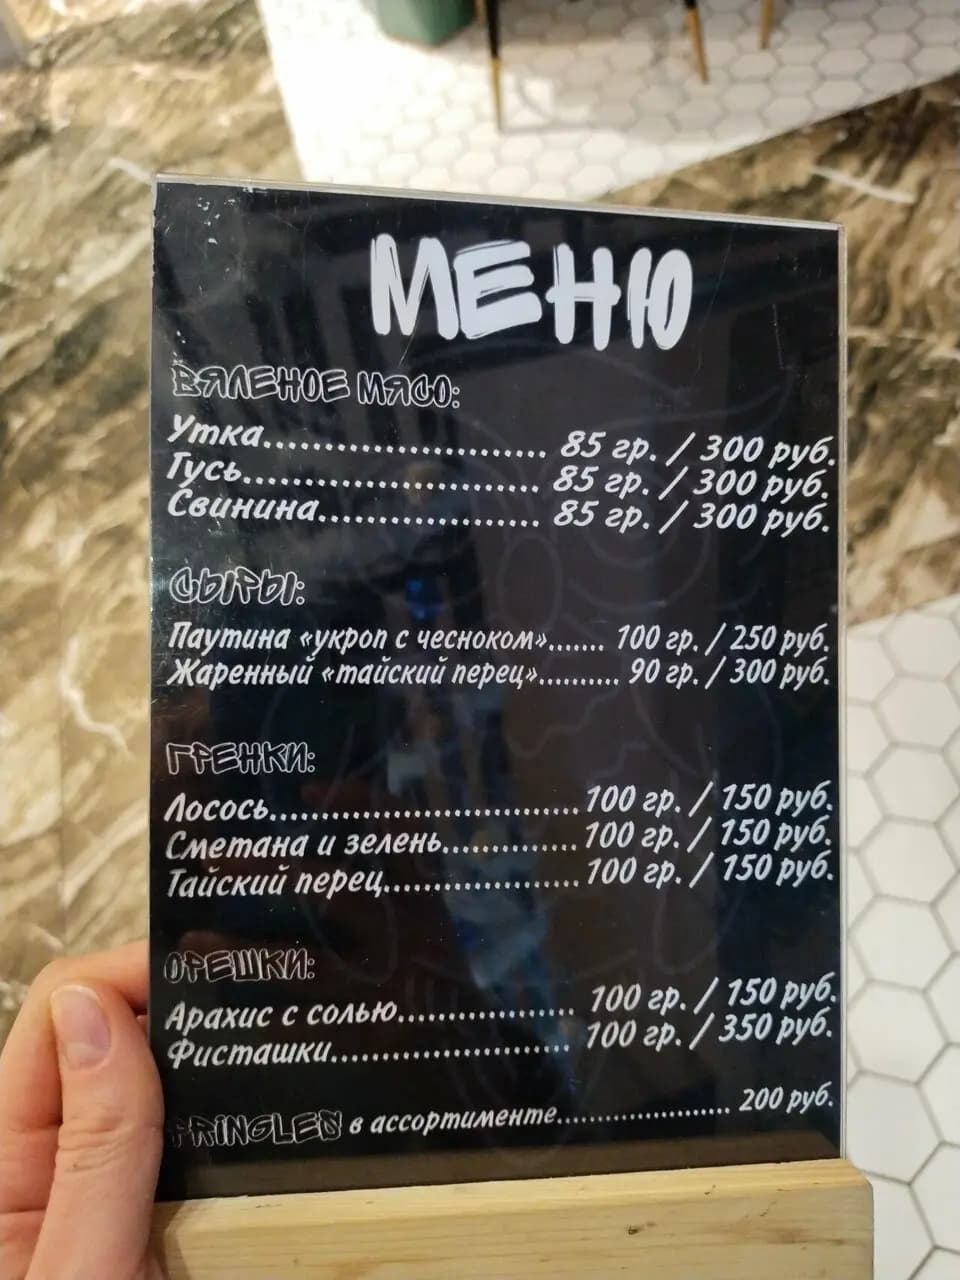 МЕНЮ
ВЯЛЕНОЕ МЯСО:
Утка........................ 85 гр. / 300 руб.
Гусь......................... 85 гр. / 300 руб.
Свинина................... 85 гр. / 300 руб.
СЫРЫ:
Паутина «укроп с чесноком»....... 100 гр. / 250 руб.
Жаренный «тайский перец».......... 90 гр. / 300 руб.
ГРЕНКИ:
Лосось............................ 100 гр. / 150 руб.
Сметана и зелень............. 100 гр. / 150 руб.
Тайский перец................... 100 гр. / 150 руб.
ОРЕШКИ:
Арахис с солью................. 100 гр. / 150 руб.
Фисташки....................... 100 гр. / 350 руб.
PRINGLES в ассортименте...................... 200 руб.